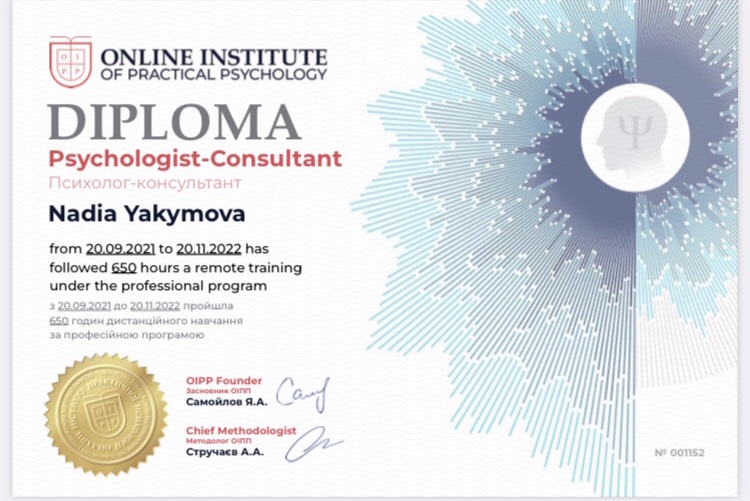 О І
П П
ONLINE INSTITUTE
OF PRACTICAL PSYCHOLOGY
DIPLOMA
Psychologist-Consultant
Психолог-консультант
Nadia Yakymova
from 20.09.2021 to 20.11.2022 has
followed 650 hours a remote training
under the professional program
з 20.09.2021 до 20.11.2022 пройшла
650 годин дистанційного навчання
за професійною програмою
OIPP Founder
Засновник ОІПП
Самойлов Я.А.
Chief Methodologist
Методолог ОІПП
Стручаєв А.А.
Ψ
№ 001152